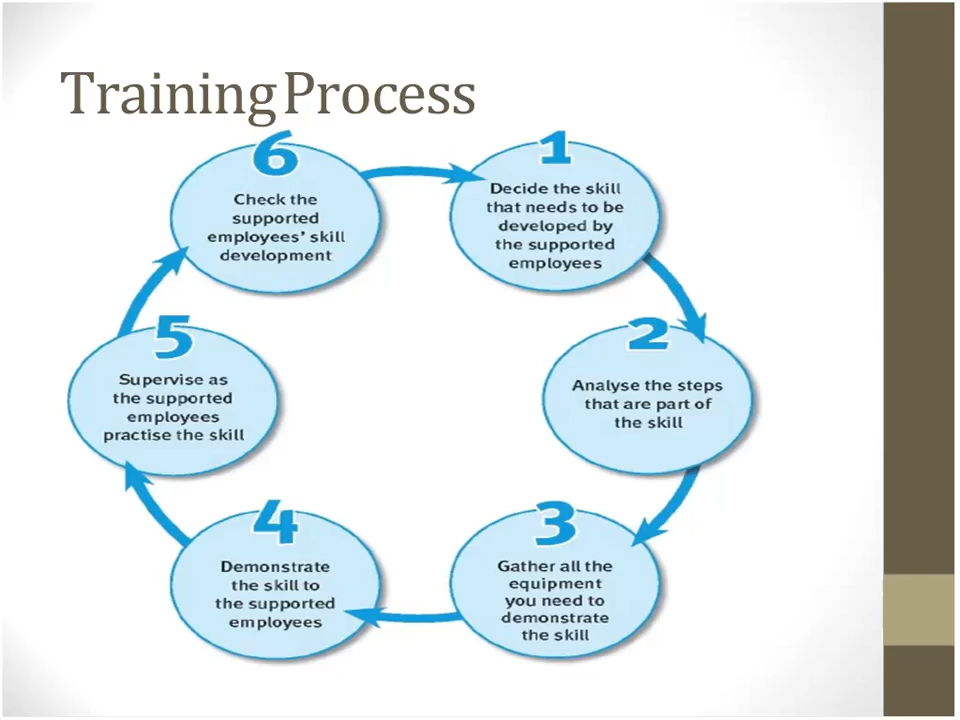 Training Process
1
Decide the skill
that needs to be
developed by
the supported
employees
2
Analyse the steps
that are part of
the skill
3
Gather all the
equipment
you need to
demonstrate
the skill
4
Demonstrate
the skill to
the supported
employees
5
Supervise as
the supported
employees
practise the skill
6
Check the
supported
employees' skill
development